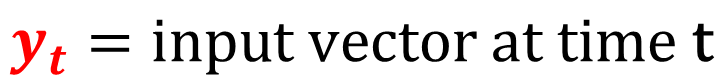 y_t = input vector at time t